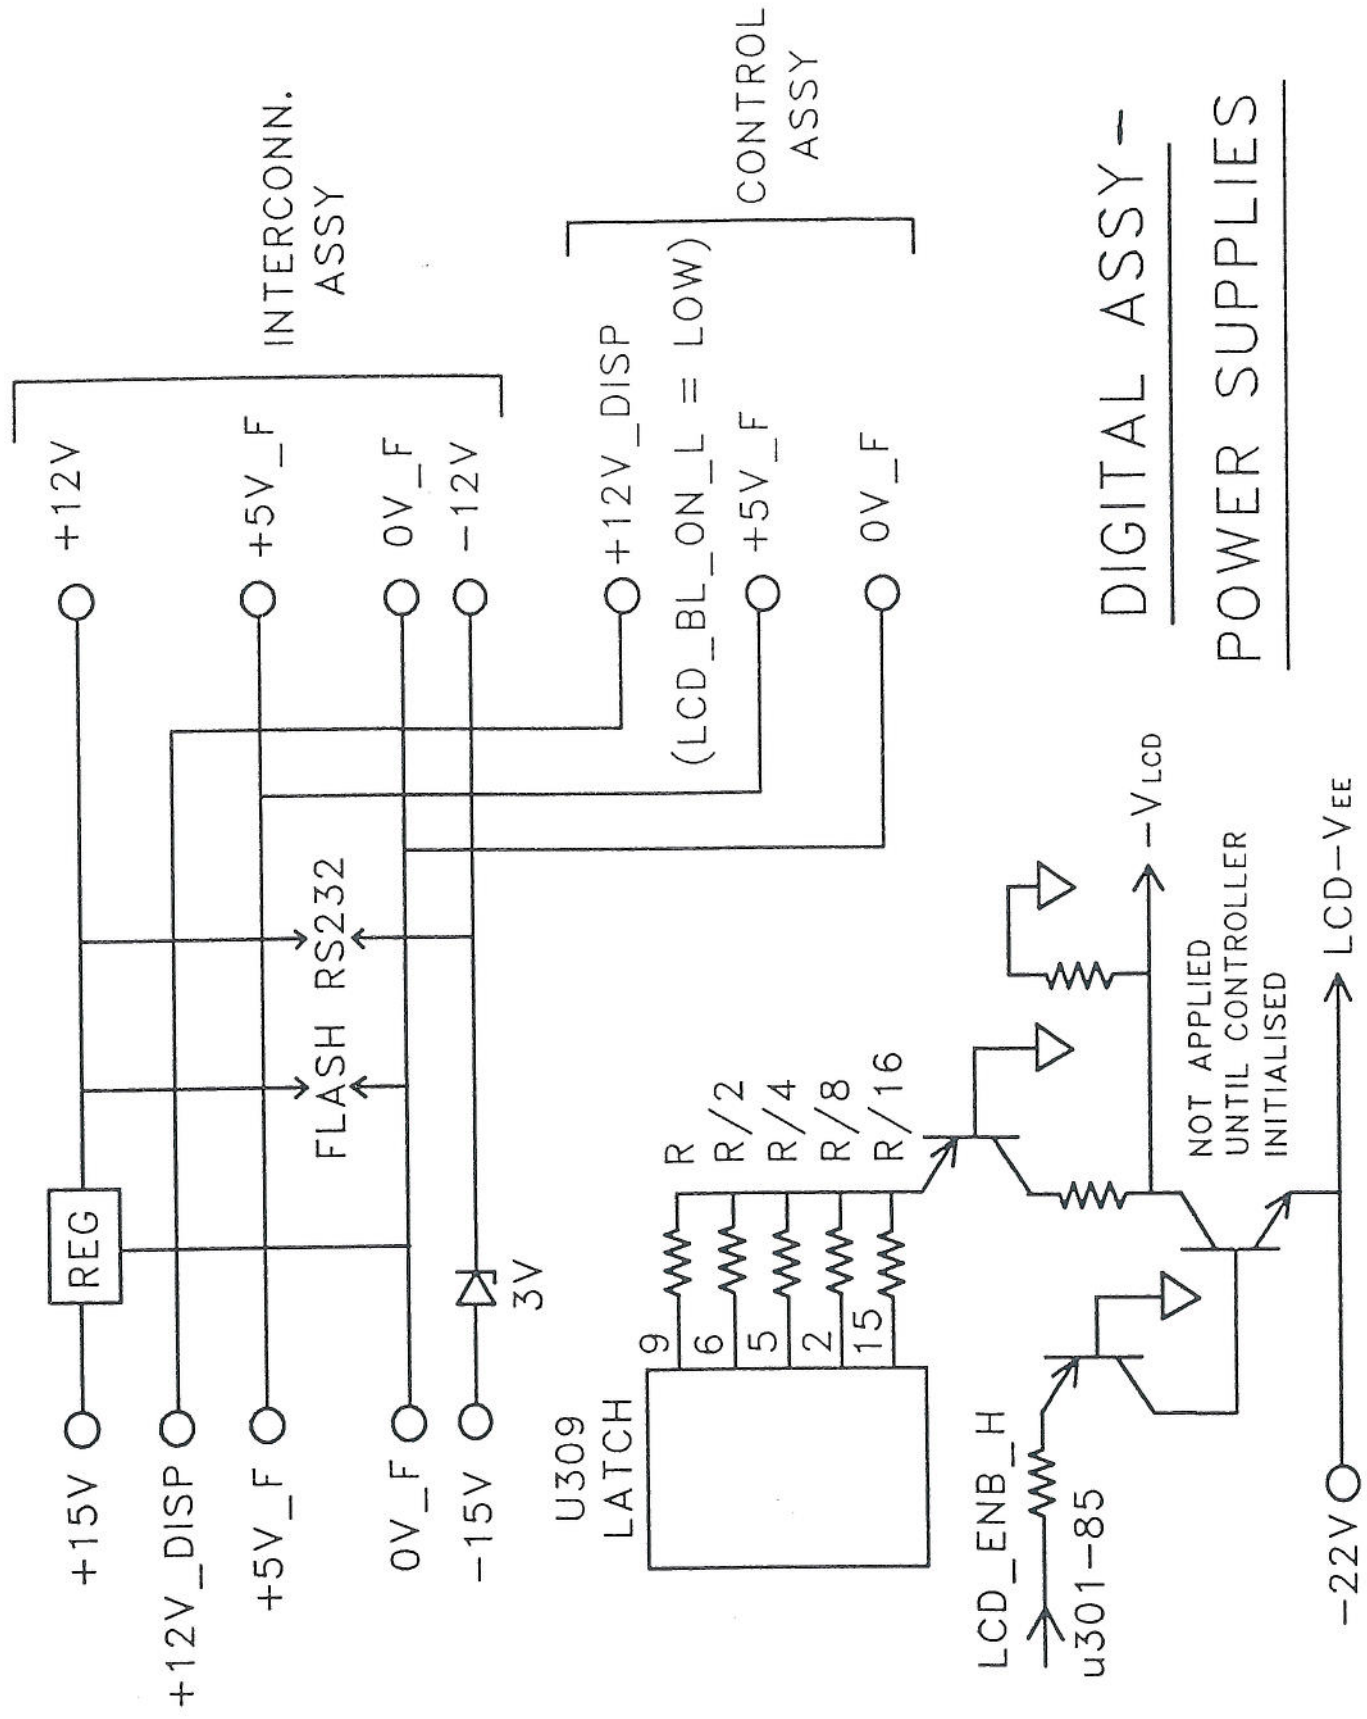 +15V
REG
+12V
INTERCONN.
ASSY
+12V_DISP
+5V_F
+5V_F
FLASH RS232
0V_F
0V_F
-15V
3V
-12V
+12V_DISP
(LCD_BL_ON_L = LOW)
+5V_F
0V_F
CONTROL
ASSY
U309
LATCH
9
R
6
R/2
5
R/4
2
R/8
15
R/16
LCD_ENB_H
u301-85
-VLCD
NOT APPLIED
UNTIL CONTROLLER
INITIALISED
-22V
LCD-VEE
DIGITAL ASSY-
POWER SUPPLIES